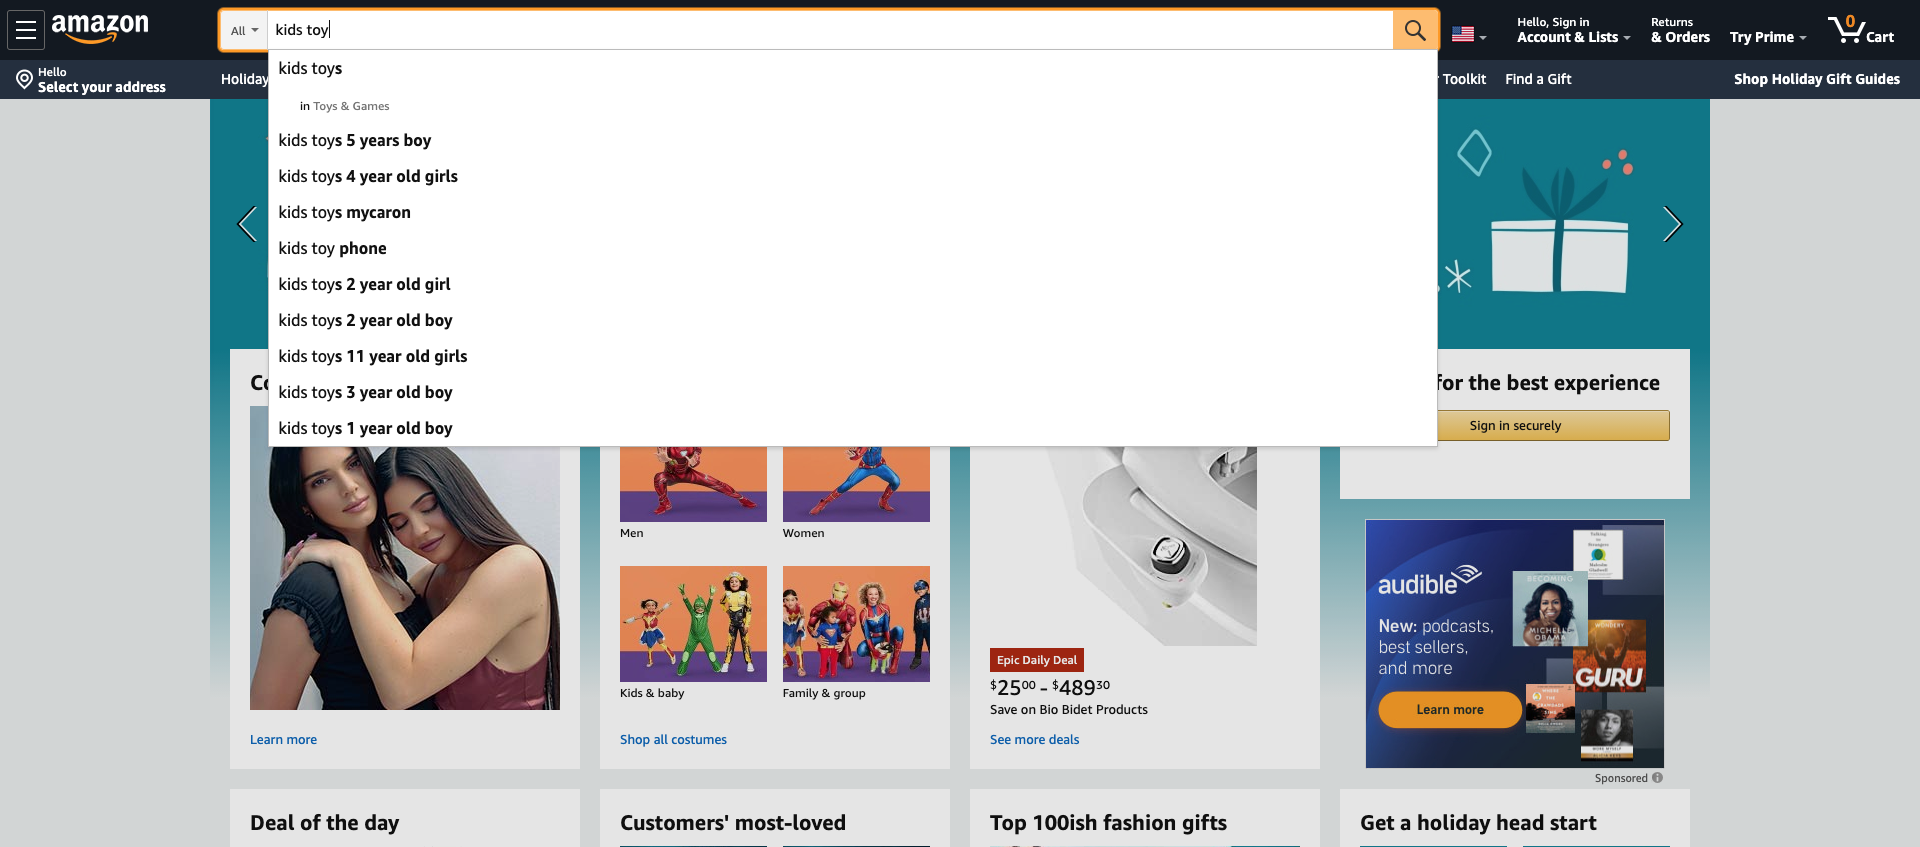 amazon
All
kids toy
Hello, Sign in
Account & Lists
Returns
& Orders
Try Prime
0
Cart
Hello
Select your address
Holiday
Toolkit
Find a Gift
Shop Holiday Gift Guides
kids toys
in Toys & Games
kids toys 5 years boy
kids toys 4 year old girls
kids toys mycaron
kids toy phone
kids toys 2 year old girl
kids toys 2 year old boy
kids toys 11 year old girls
kids toys 3 year old boy
kids toys 1 year old boy
for the best experience
Sign in securely
Learn more
Men
Women
Kids & baby
Family & group
Shop all costumes
Epic Daily Deal
$2500 - $48930
Save on Bio Bidet Products
See more deals
audible
New: podcasts,
best sellers,
and more
Learn more
BECOMING
MICHELLE
OBAMA
WONDERY
GURU
Sponsored
Deal of the day
Customers' most-loved
Top 100ish fashion gifts
Get a holiday head start